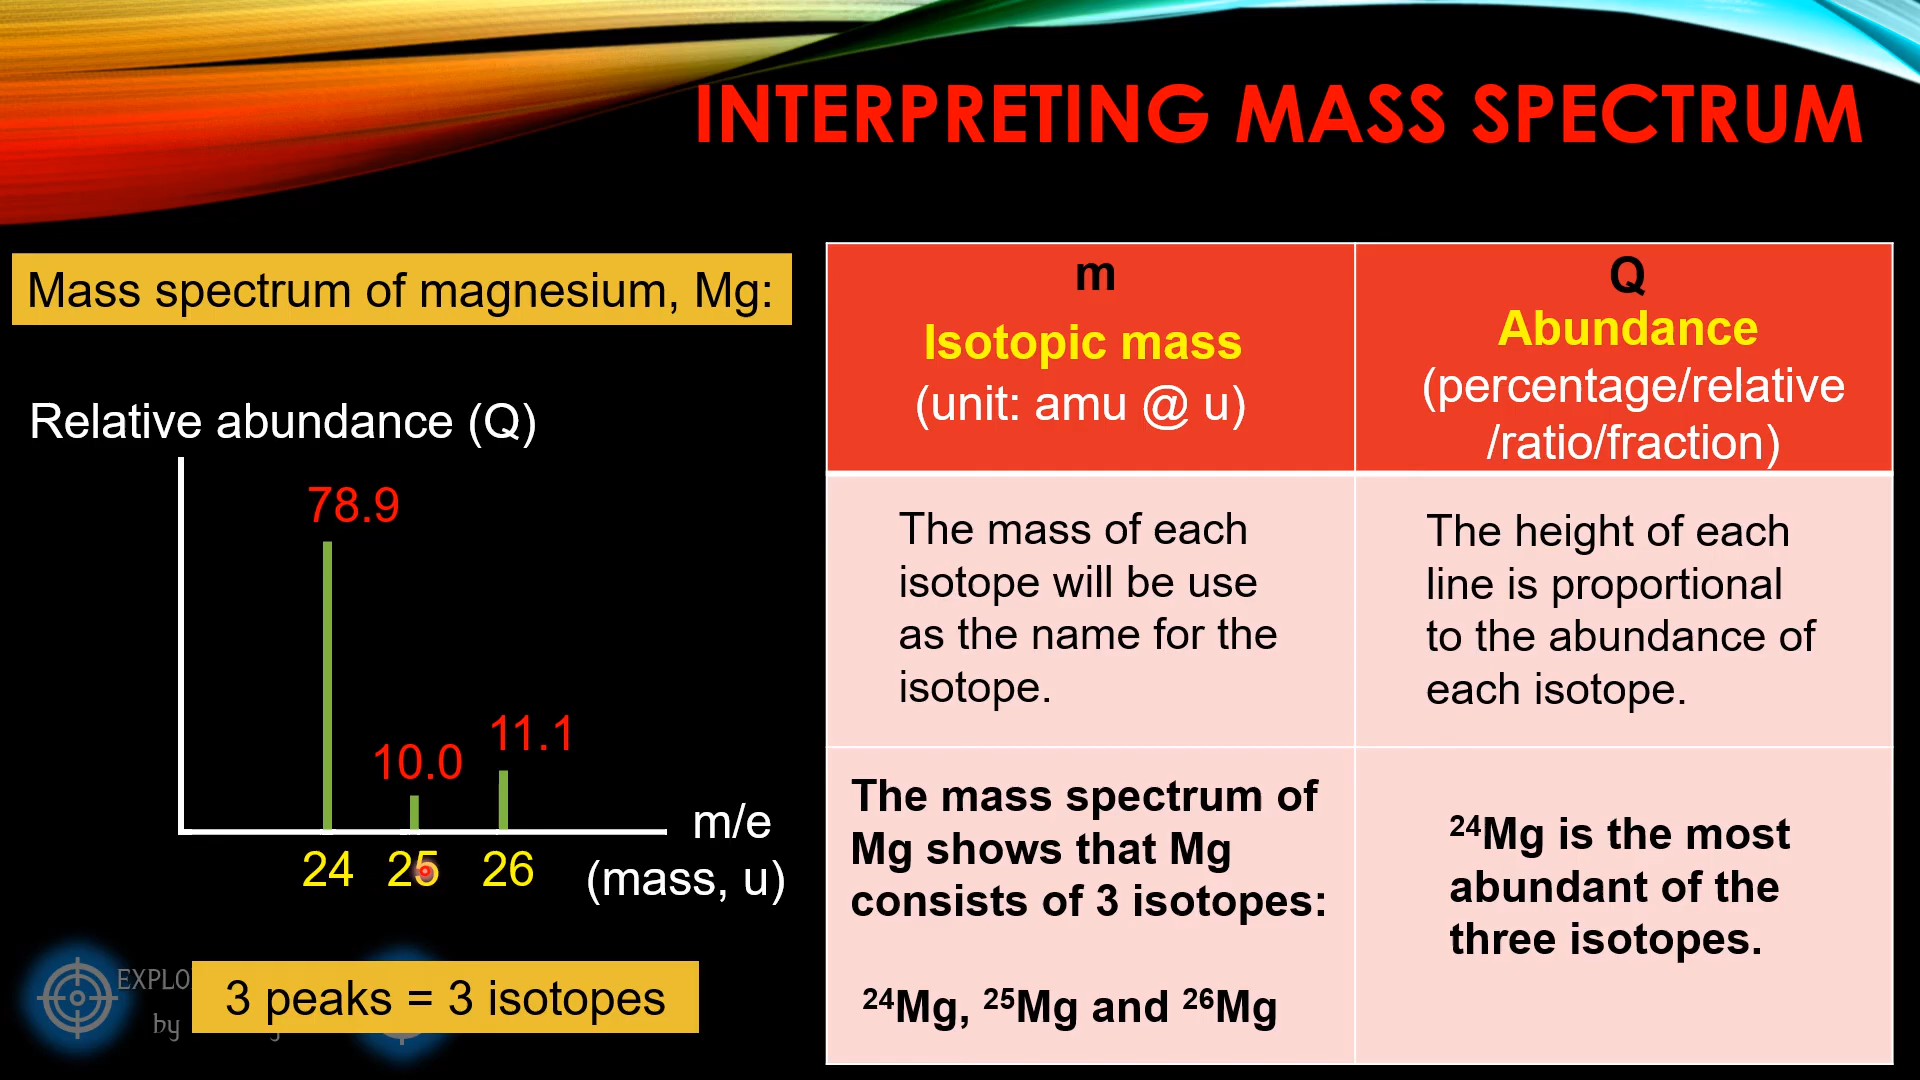 INTERPRETING MASS SPECTRUM
Mass spectrum of magnesium, Mg:
Relative abundance (Q)
78.9
10.0
11.1
m/e
24 25 26
(mass, u)
EXPLO
by
3 peaks = 3 isotopes
m
Isotopic mass
(unit: amu @ u)
Q
Abundance
(percentage/relative
/ratio/fraction)
The mass of each
isotope will be use
as the name for the
isotope.
The height of each
line is proportional
to the abundance of
each isotope.
The mass spectrum of
Mg shows that Mg
consists of 3 isotopes:
²⁴Mg, ²⁵Mg and ²⁶Mg
²⁴Mg is the most
abundant of the
three isotopes.